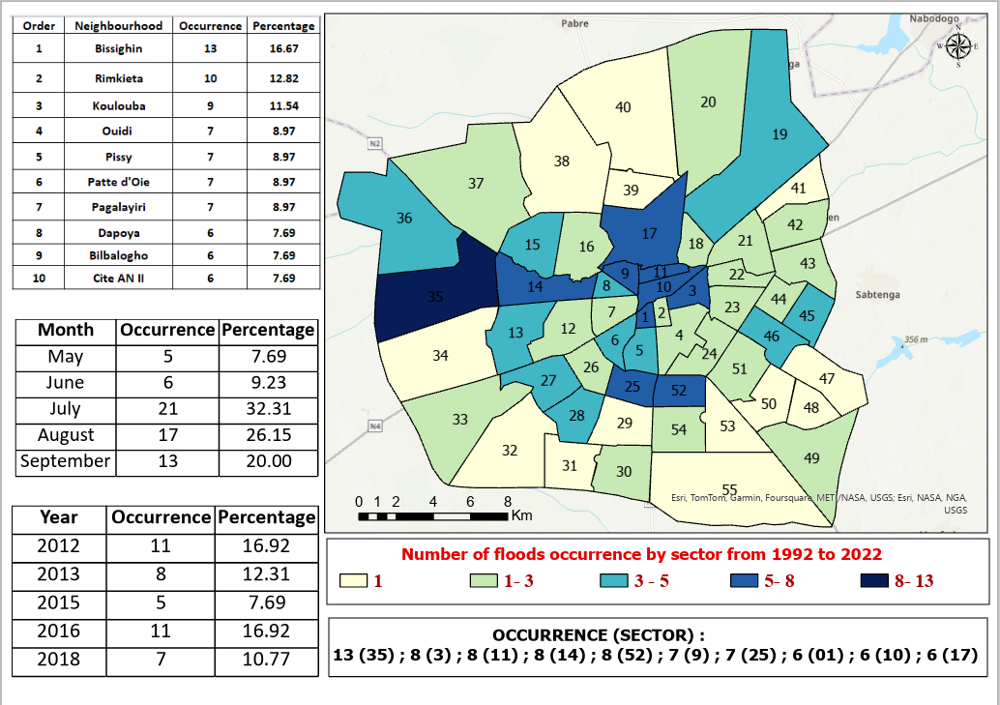 Order Neighbourhood Occurrence Percentage
1 Bissighin 13 16.67
2 Rimkieta 10 12.82
3 Koulouba 9 11.54
4 Ouidi 7 8.97
5 Pissy 7 8.97
6 Patte d'Oie 7 8.97
7 Pagalayiri 7 8.97
8 Dapoya 6 7.69
9 Bilbalogho 6 7.69
10 Cite AN II 6 7.69
Month Occurrence Percentage
May 5 7.69
June 6 9.23
July 21 32.31
August 17 26.15
September 13 20.00
Year Occurrence Percentage
2012 11 16.92
2013 8 12.31
2015 5 7.69
2016 11 16.92
2018 7 10.77
Pabre
Nabodogo
N
W E
S
ga
40
20
19
N2
38
37
39
41
36
17
42
en
15
16
18
21
43
9
11
22
35
14
8
10
3
44
Sabtenga
7
1
2
23
45
13
12
6
4
46
356 m
34
5
24
26
51
47
27
25
52
50
48
33
28
29
53
N4
54
32
49
31
30
55
Esri, TomTom, Garmin, Foursquare, METI/NASA, USGS; Esri, NASA, NGA,
USGS
0 1 2 4 6 8
Km
Number of floods occurrence by sector from 1992 to 2022
1 1- 3 3 - 5 5- 8 8- 13
OCCURRENCE (SECTOR) :
13 (35) ; 8 (3) ; 8 (11) ; 8 (14) ; 8 (52) ; 7 (9) ; 7 (25) ; 6 (01) ; 6 (10) ; 6 (17)